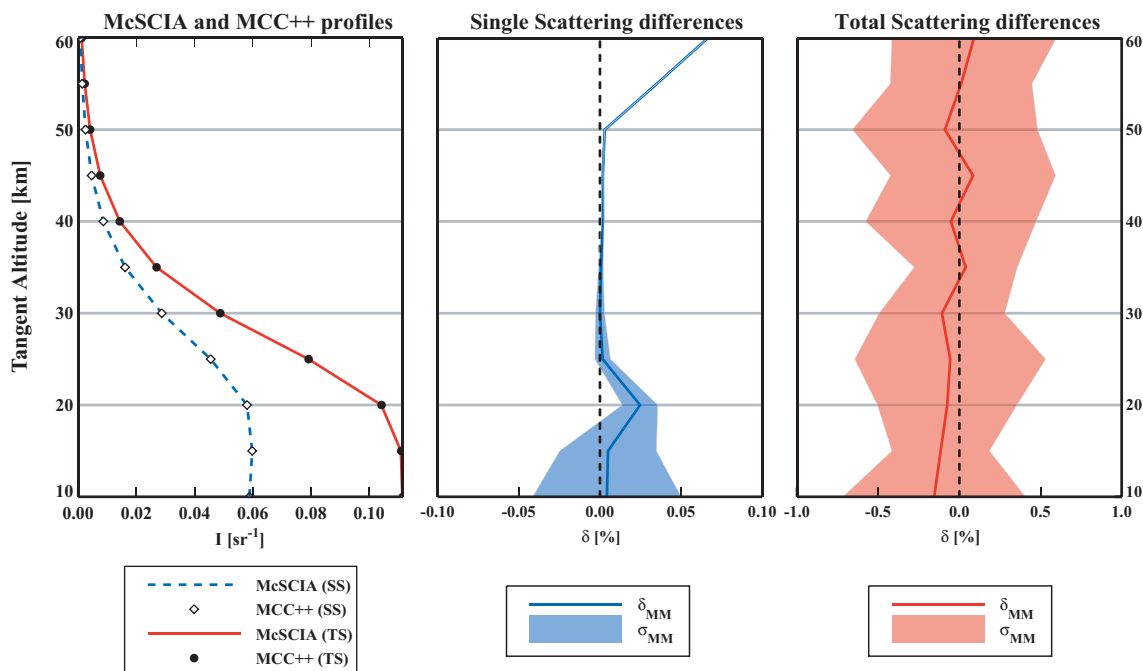 McSCIA and MCC++ profiles
Single Scattering differences
Total Scattering differences
Tangent Altitude [km]
60
50
40
30
20
10
0.00 0.02 0.04 0.06 0.08 0.10
I [sr-1]
-0.10 -0.05 0.00 0.05 0.10
δ [%]
-1.0 -0.5 0.0 0.5 1.0
δ [%]
60
50
40
30
20
10
McSCIA (SS)
MCC++ (SS)
McSCIA (TS)
MCC++ (TS)
δMM
σMM
δMM
σMM